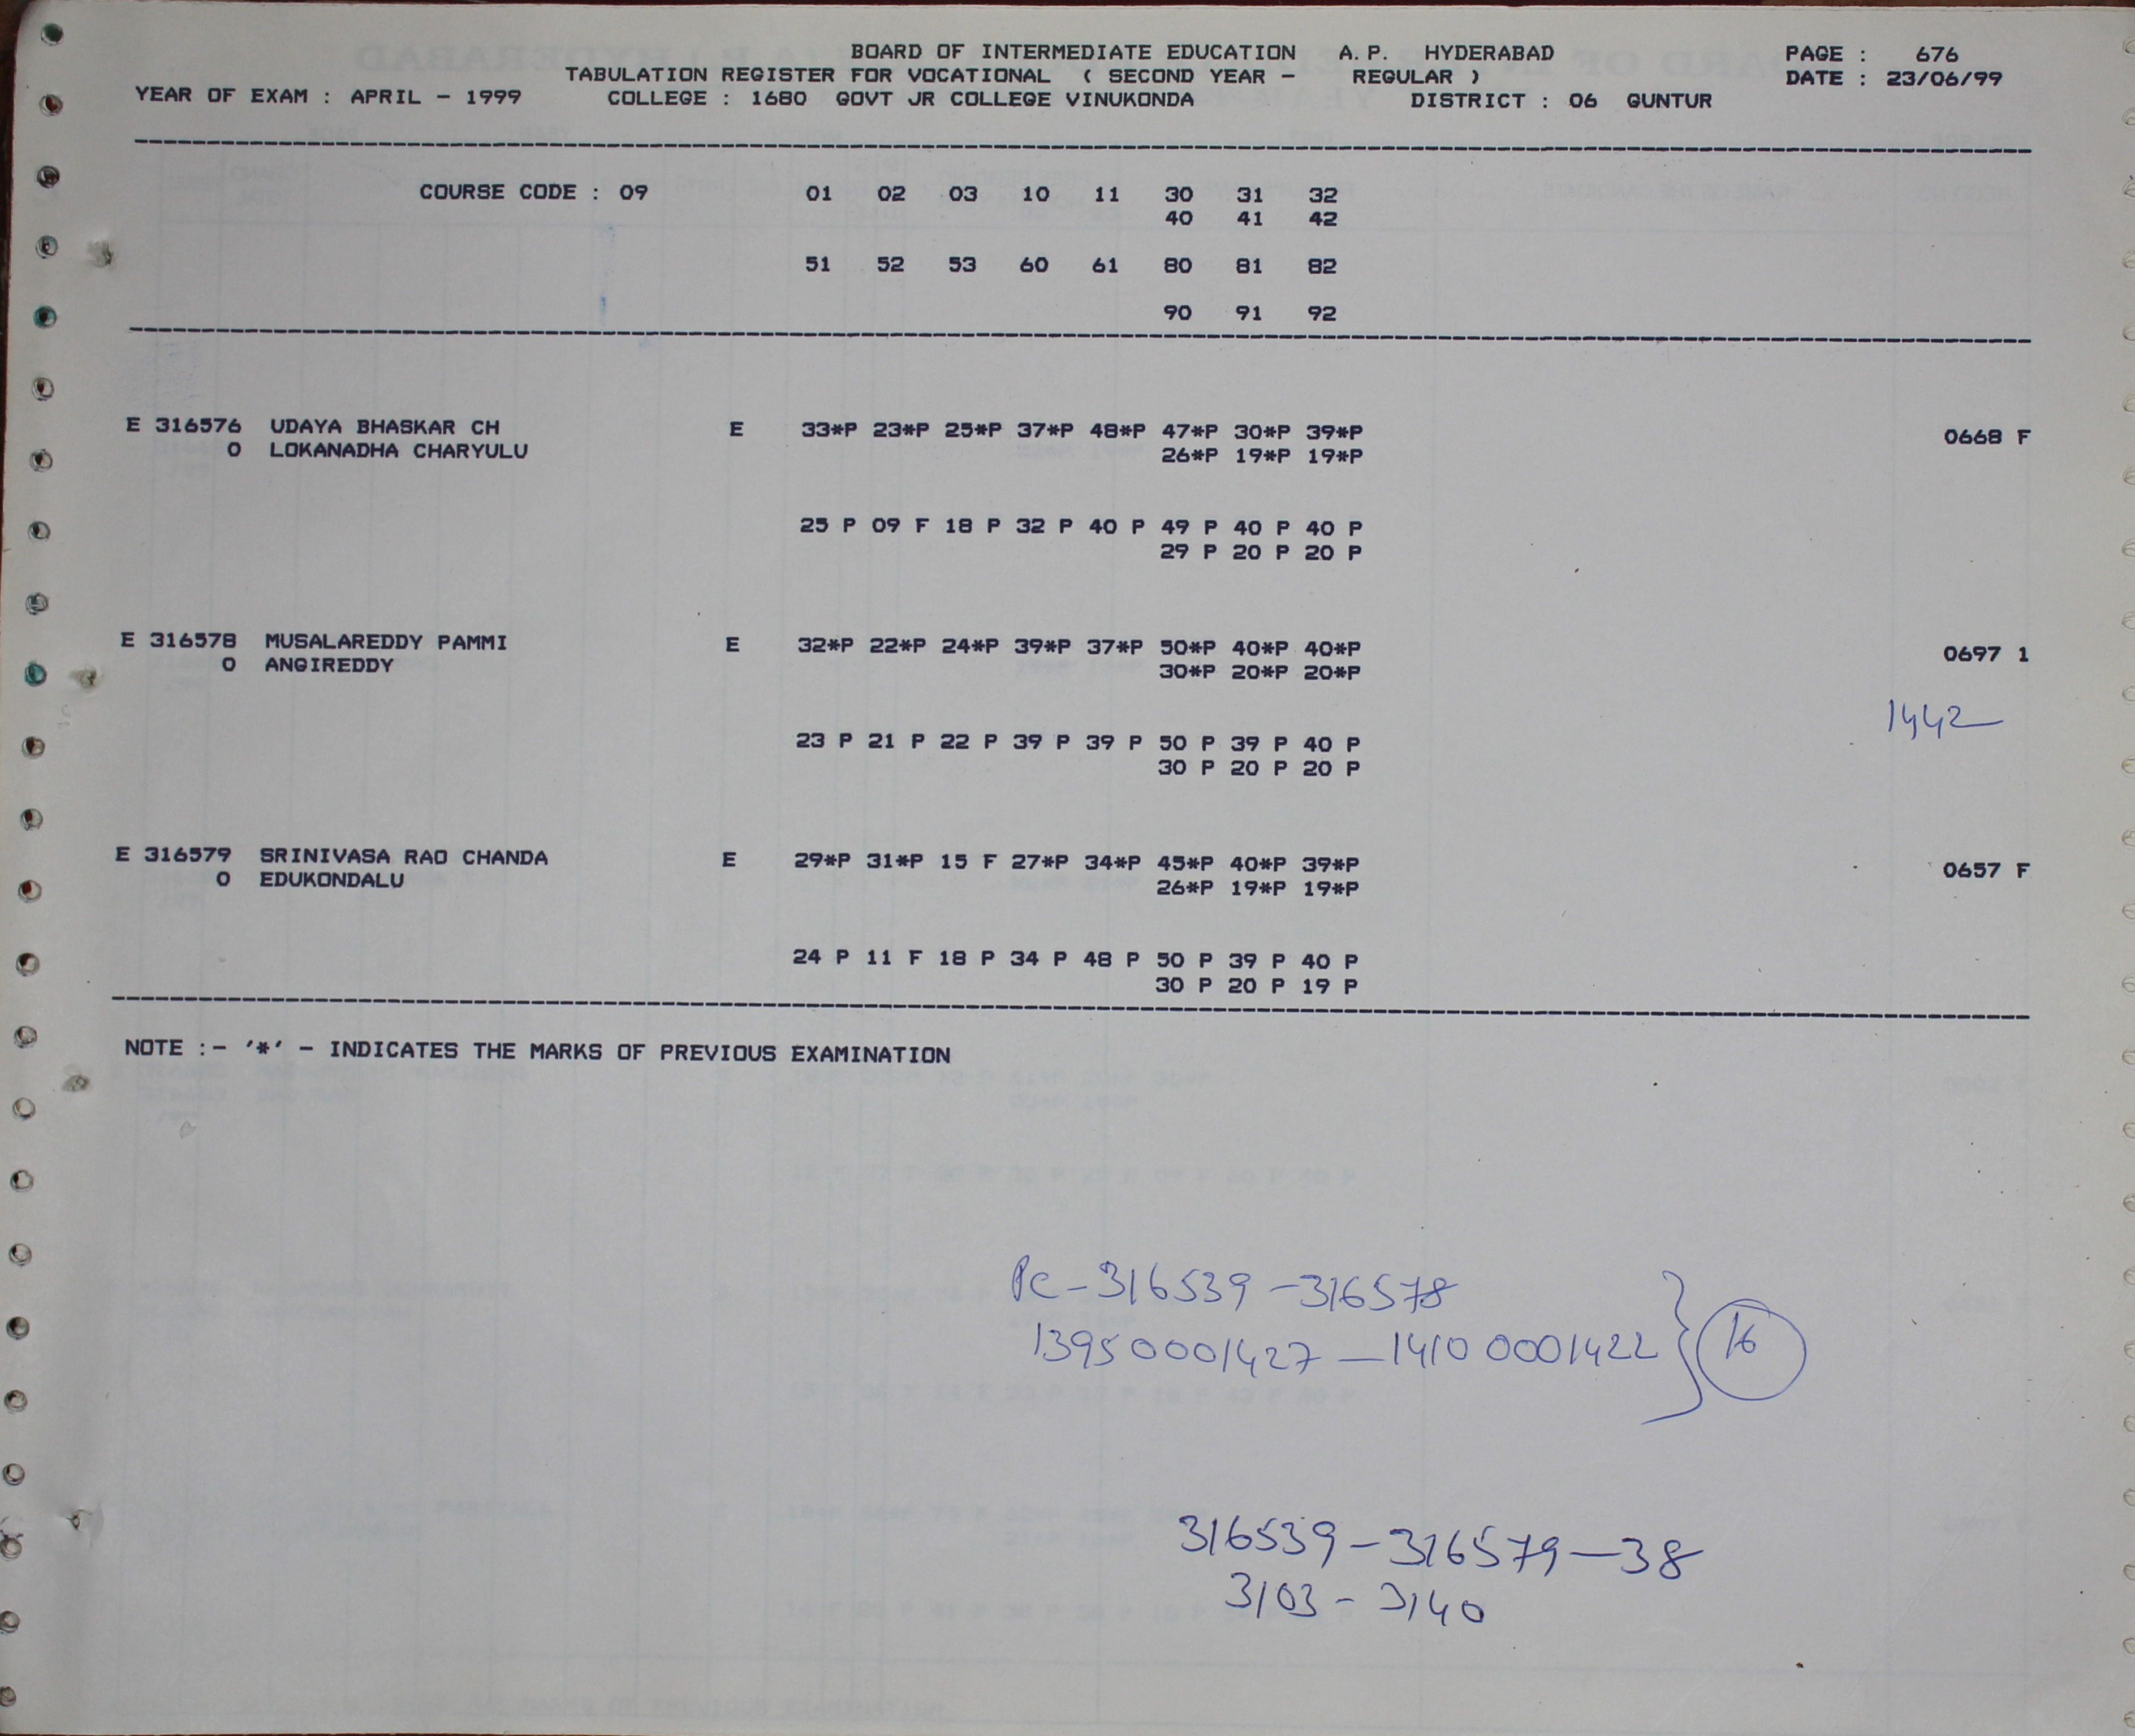 BOARD OF INTERMEDIATE EDUCATION A.P. HYDERABAD PAGE : 676
TABULATION REGISTER FOR VOCATIONAL ( SECOND YEAR - REGULAR ) DATE : 23/06/99
YEAR OF EXAM : APRIL - 1999 COLLEGE : 1680 GOVT JR COLLEGE VINUKONDA DISTRICT : 06 GUNTUR
COURSE CODE : 09 01 02 03 10 11 30 31 32
40 41 42
51 52 53 60 61 80 81 82
90 91 92
E 316576 UDAYA BHASKAR CH E 33*P 23*P 25*P 37*P 48*P 47*P 30*P 39*P 0668 F
0 LOKANADHA CHARYULU 26*P 19*P 19*P
25 P 09 F 18 P 32 P 40 P 49 P 40 P 40 P
29 P 20 P 20 P
E 316578 MUSALAREDDY PAMMI E 32*P 22*P 24*P 39*P 37*P 50*P 40*P 40*P 0697 1
0 ANGIREDDY 30*P 20*P 20*P
1442
23 P 21 P 22 P 39 P 39 P 50 P 39 P 40 P
30 P 20 P 20 P
E 316579 SRINIVASA RAO CHANDA E 29*P 31*P 15 F 27*P 34*P 45*P 40*P 39*P 0657 F
0 EDUKONDALU 26*P 19*P 19*P
24 P 11 F 18 P 34 P 48 P 50 P 39 P 40 P
30 P 20 P 19 P
NOTE :- '*' - INDICATES THE MARKS OF PREVIOUS EXAMINATION
PC-316539-316578
13950001427-14100001422 } 16
316539-316579-38
3103-3140